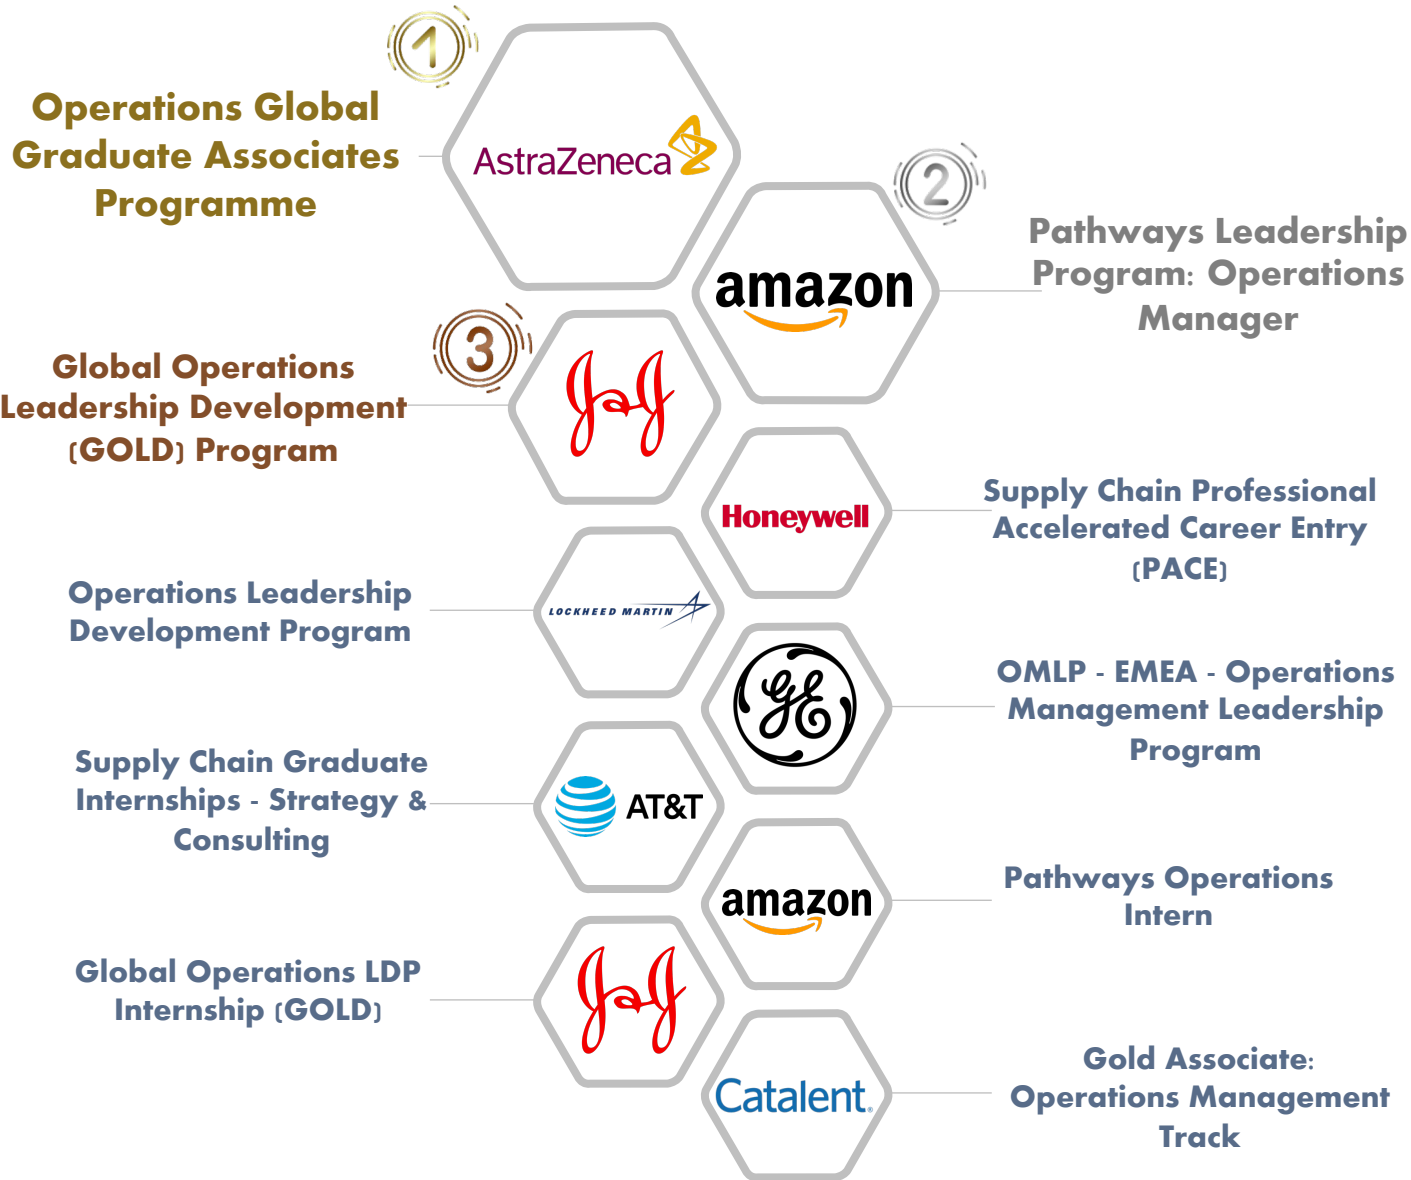 1
Operations Global
Graduate Associates
Programme
AstraZeneca
2
amazon
Pathways Leadership
Program: Operations
Manager
3
Global Operations
Leadership Development
(GOLD) Program
J&J
Honeywell
Supply Chain Professional
Accelerated Career Entry
(PACE)
Operations Leadership
Development Program
LOCKHEED MARTIN
GE
OMLP - EMEA - Operations
Management Leadership
Program
Supply Chain Graduate
Internships - Strategy &
Consulting
AT&T
amazon
Pathways Operations
Intern
Global Operations LDP
Internship (GOLD)
J&J
Catalent.
Gold Associate:
Operations Management
Track